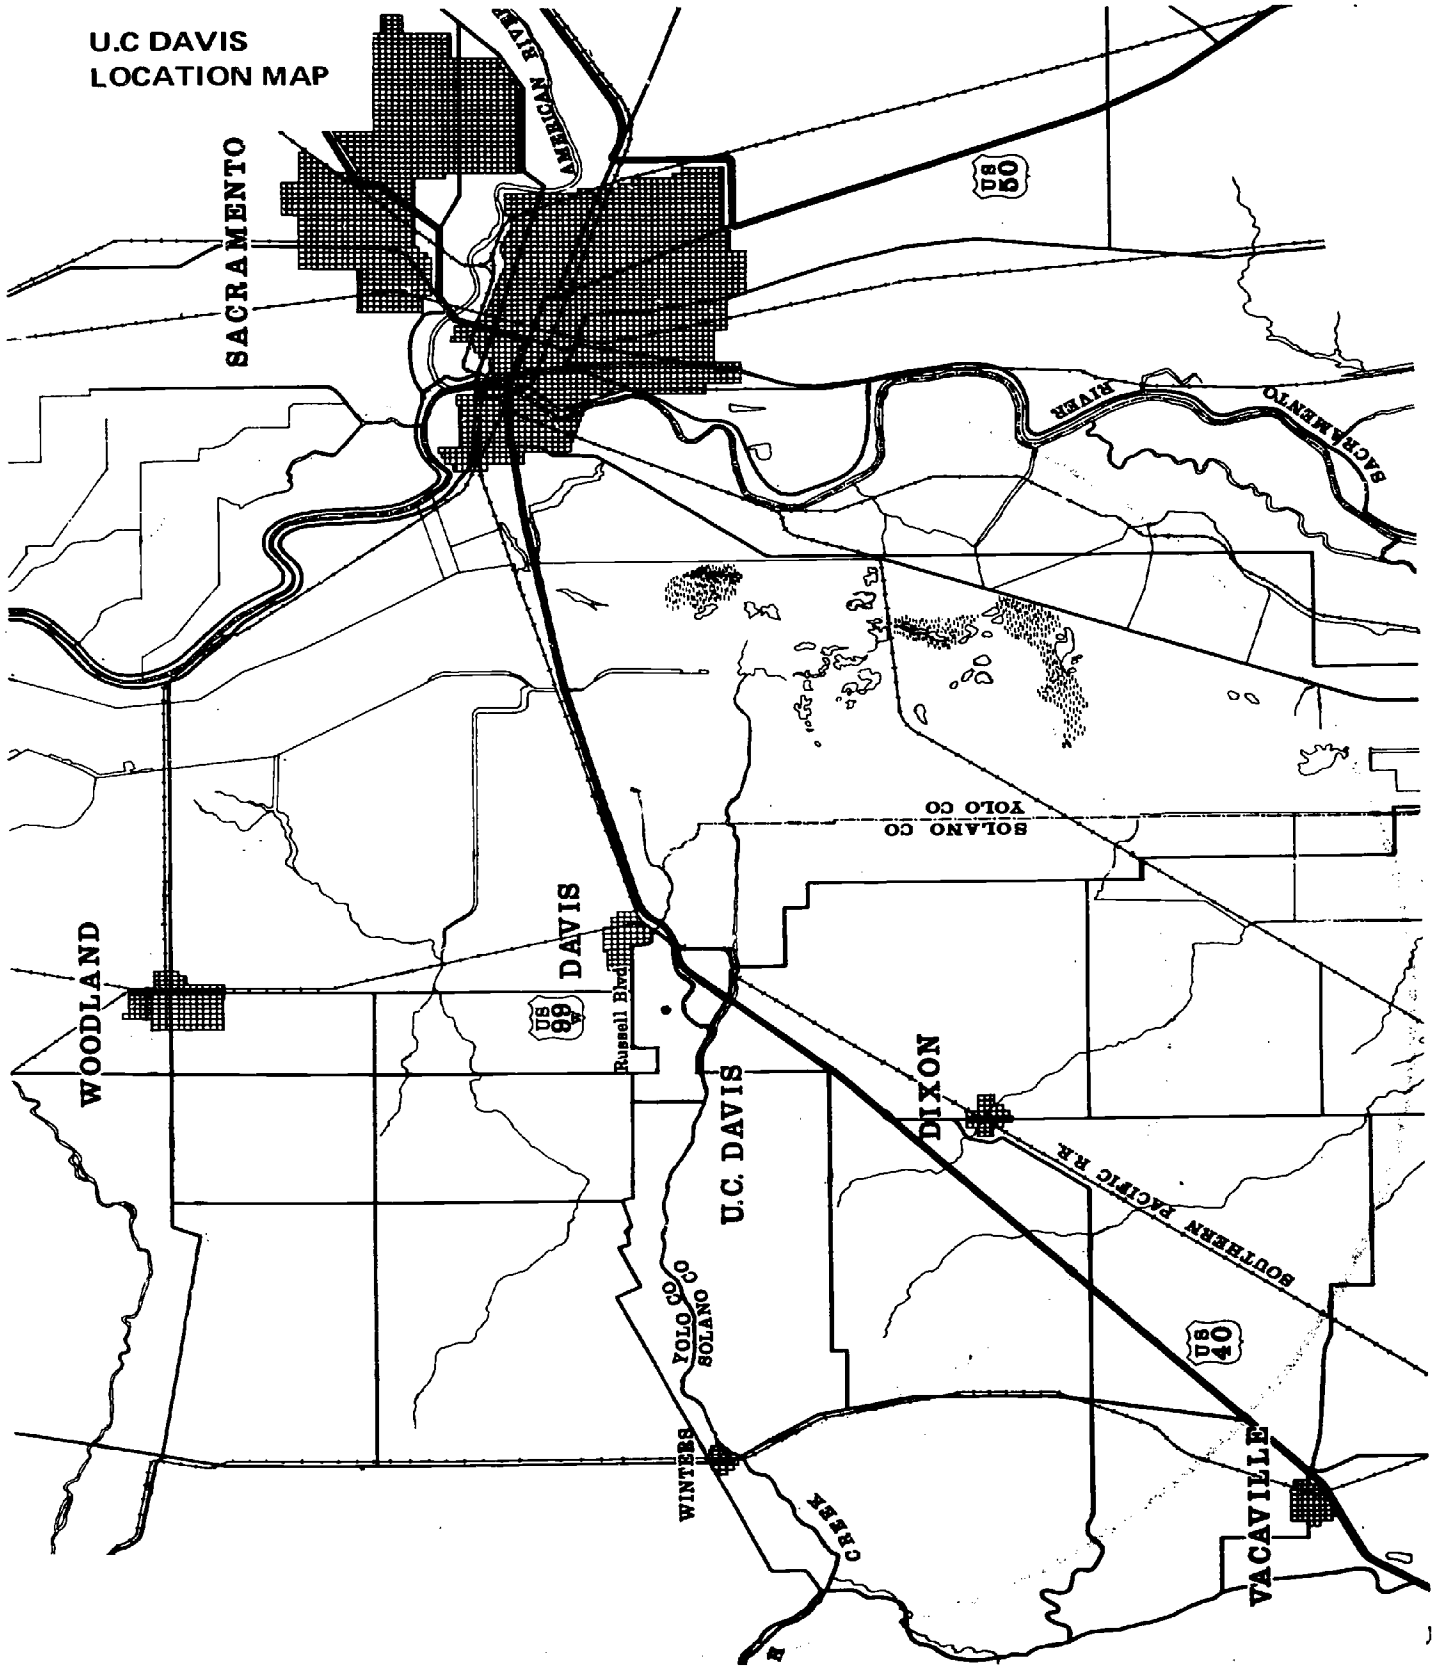 U.C DAVIS
LOCATION MAP
AMERICAN RIVER
SACRAMENTO
US
50
RIVER
SACRAMENTO
YOLO CO
SOLANO CO
DAVIS
WOODLAND
US
99
W
Russell Blvd
DIXON
U.C. DAVIS
SOUTHERN PACIFIC R.R.
YOLO CO
SOLANO CO
US
40
WINTERS
VACAVILLE
CREEK